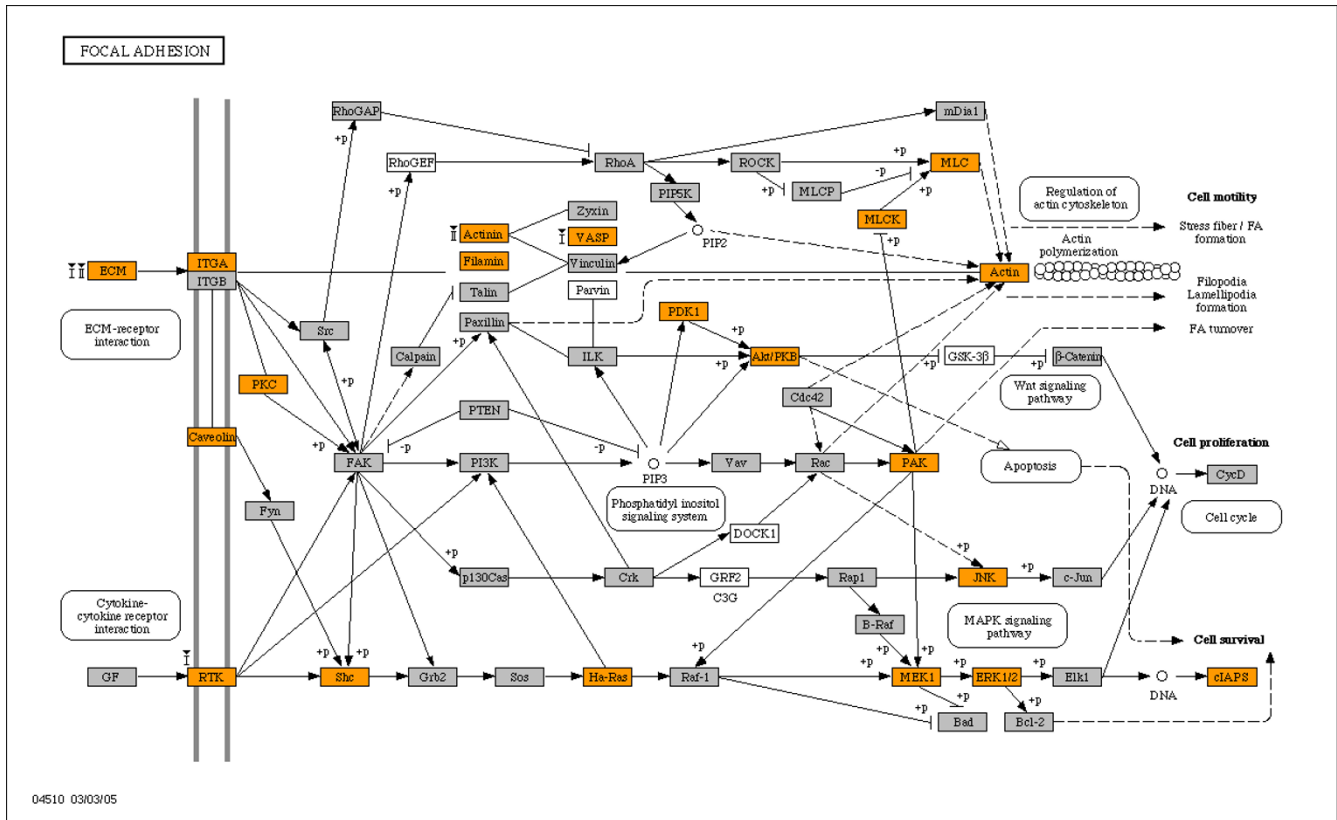 FOCAL ADHESION
RhoGAP
mDia1
+p
RhoGEF
RhoA
ROCK
+p
MLC
-p
+p
MLCP
+p
PIP5K
Regulation of
actin cytoskeleton
Cell motility
+p
Zyxin
MLCK
Stress fiber / FA
formation
II
Actinin
I
VASP
PIP2
+p
Actin
polymerization
I II
ECM
ITGA
Filamin
Vinculin
Actin
ITGB
Talin
Parvin
Filopodia
Lamellipodia
formation
ECM-receptor
interaction
Src
Paxillin
PDK1
FA turnover
+p
+p
Calpain
ILK
+p
Akt/PKB
+p
GSK-3β
+p
β-Catenin
PKC
+p
Wnt signaling
pathway
Cdc42
PTEN
Caveolin
+p
-p
-p
Cell proliferation
FAK
PI3K
PIP3
Vav
Rac
PAK
Apoptosis
DNA
CycD
Fyn
Phosphatidyl inositol
signaling system
Cell cycle
DOCK1
+p
+p
p130Cas
Crk
GRF2
C3G
Rap1
JNK
+p
c-Jun
Cytokine-
cytokine receptor
interaction
B-Raf
MAPK signaling
pathway
Cell survival
I
+p
+p
+p
+p
+p
+p
+p
GF
RTK
Shc
Grb2
Sos
Ha-Ras
Raf-1
MEK1
ERK1/2
Elk1
DNA
cIAPS
+p
+p
+p
Bad
Bcl-2
04510 03/03/05